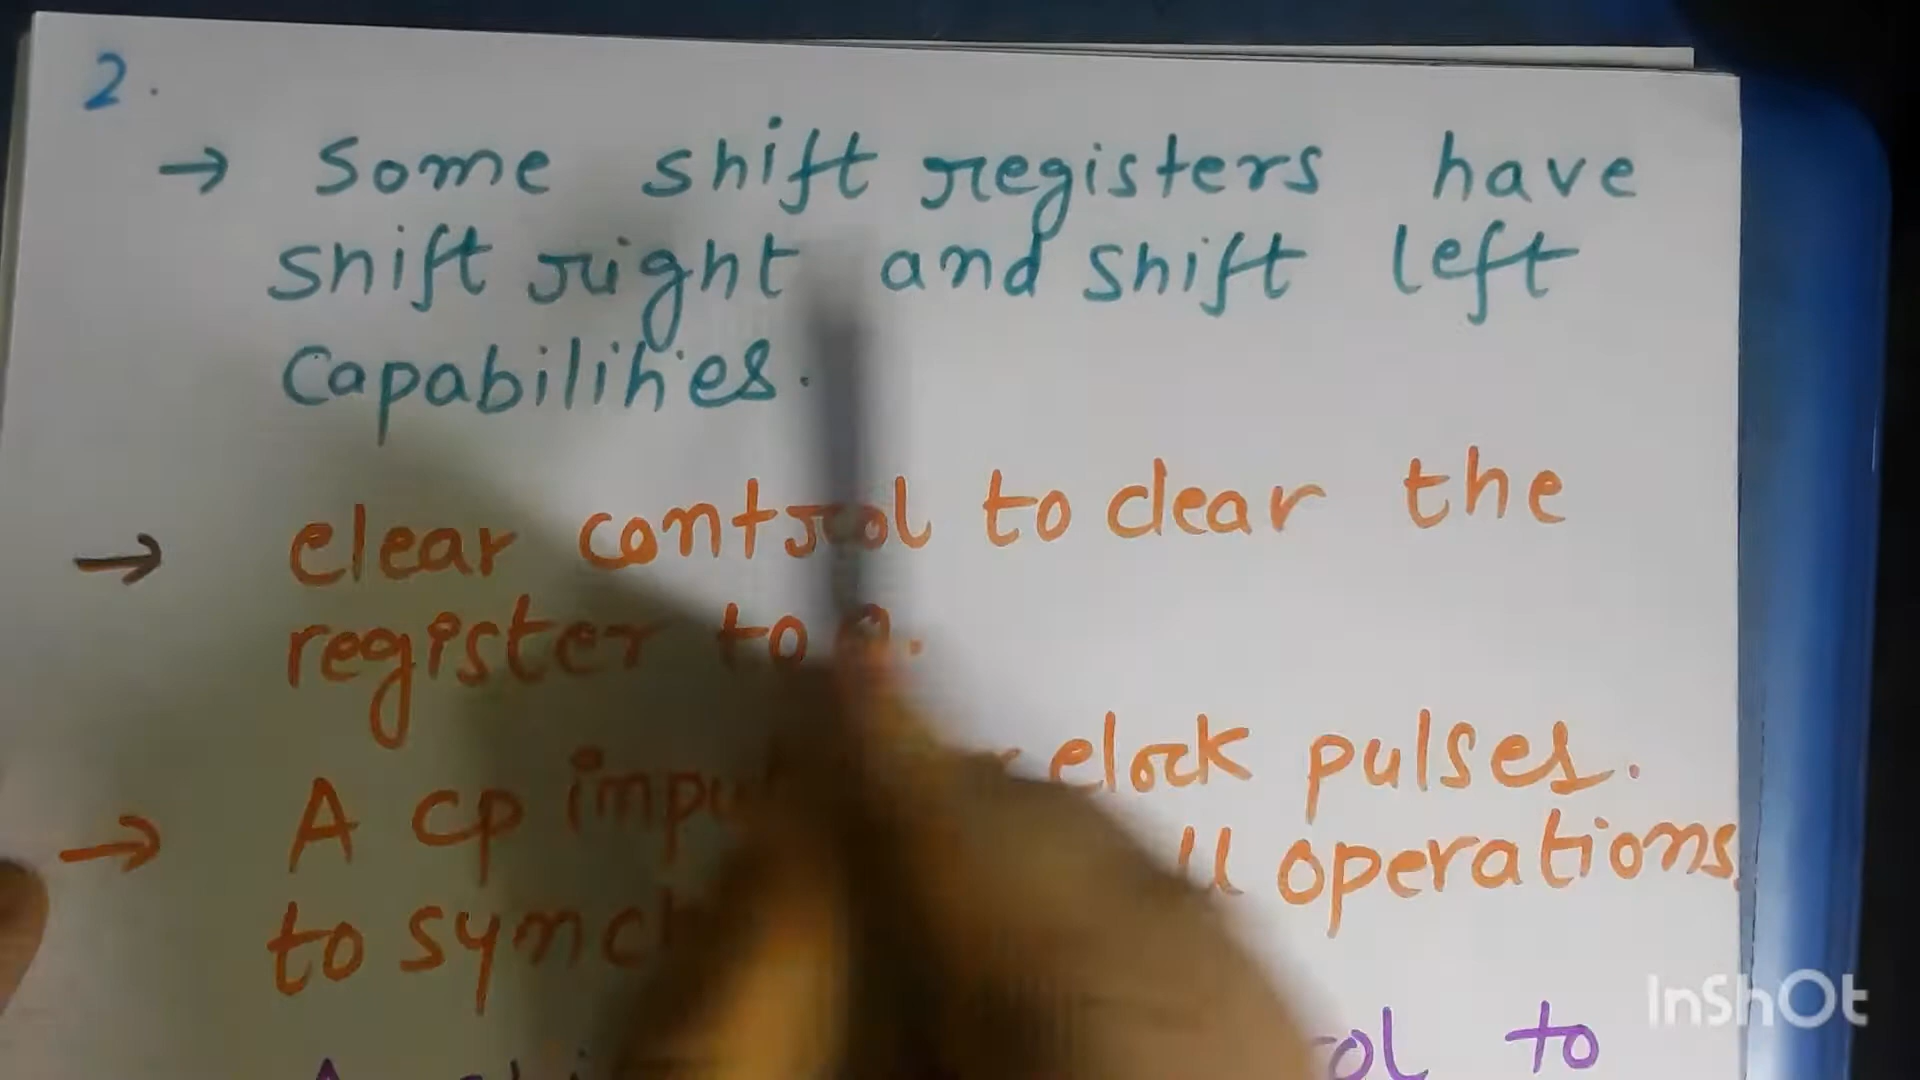 2.
→ Some shift registers have
shift right and shift left
Capabilities.
→ clear control to clear the
register to 0.
→ A cp clock pulses.
to operations
to
InShOt